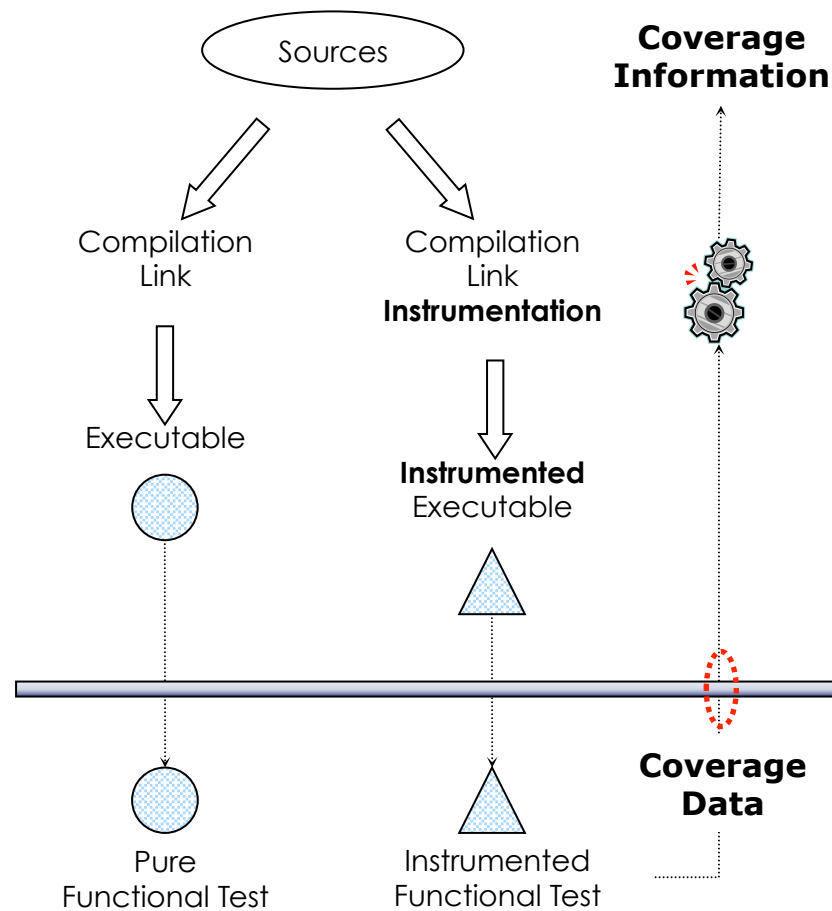 Sources
Coverage
Information
Compilation
Link
Compilation
Link
Instrumentation
Executable
Instrumented
Executable
Coverage
Data
Pure
Functional Test
Instrumented
Functional Test